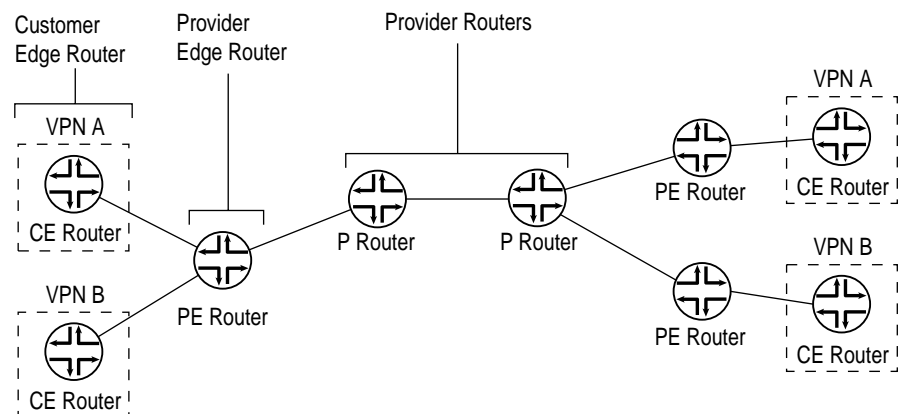 Customer
Edge Router
Provider
Edge Router
Provider Routers
VPN A
CE Router
VPN B
CE Router
PE Router
P Router
P Router
PE Router
PE Router
VPN A
CE Router
VPN B
CE Router